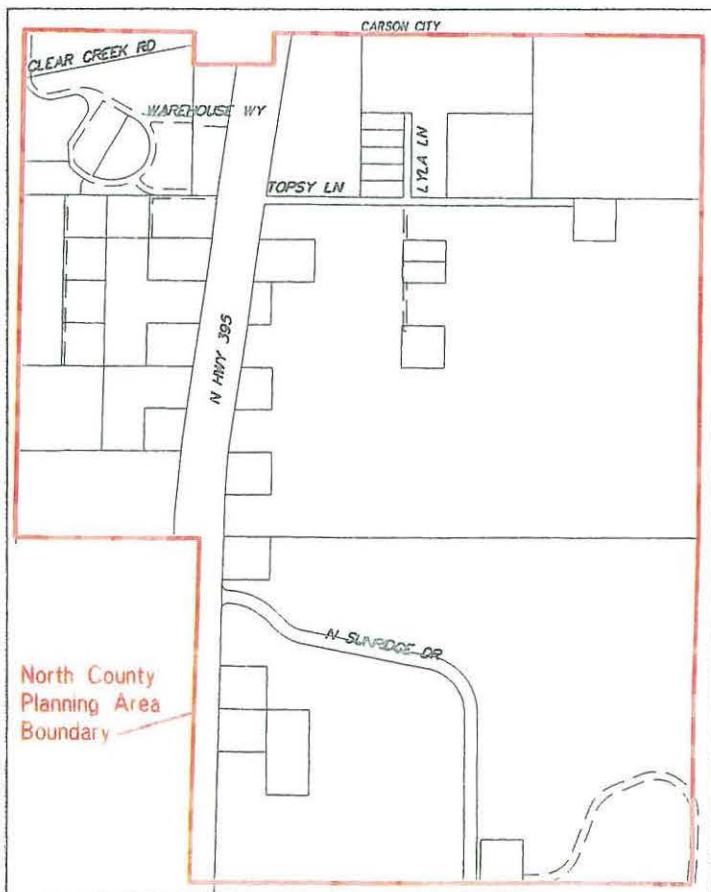 CARSON CITY
CLEAR CREEK RD
WAREHOUSE WY
LYLA LN
TOPSY LN
N HWY 395
N SUNRIDGE DR
North County
Planning Area
Boundary